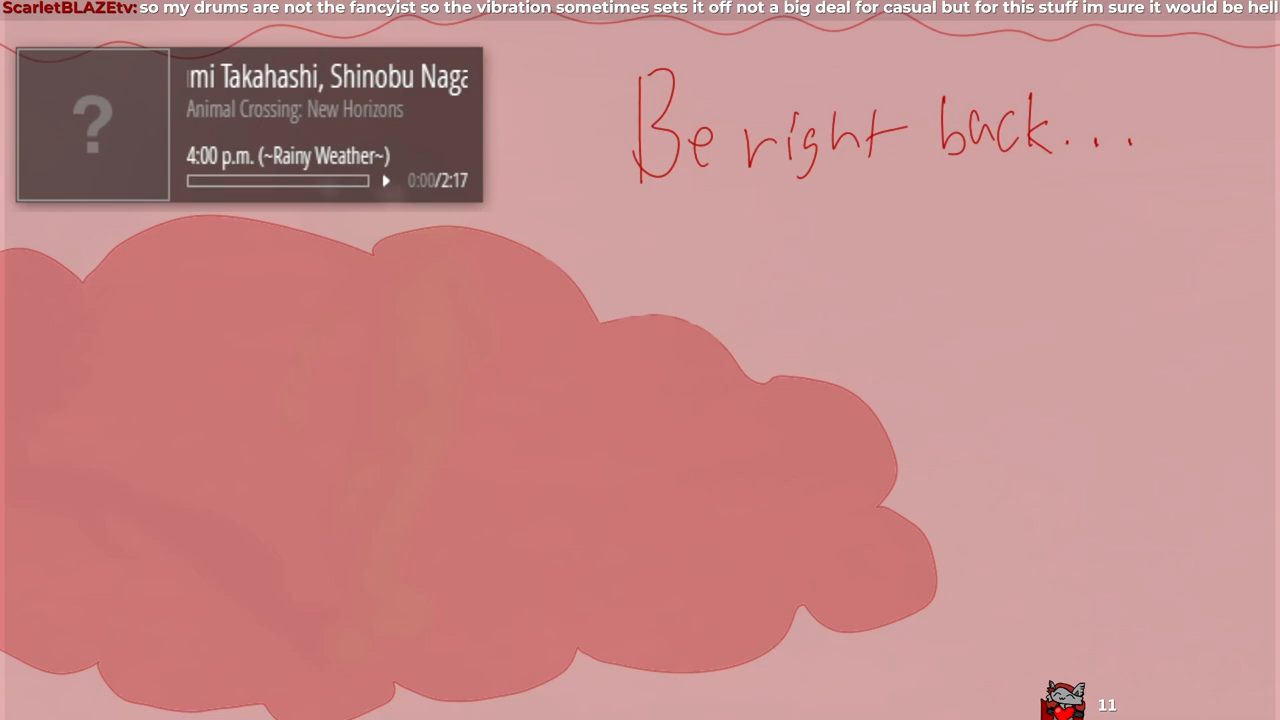 ScarletBLAZEtv: so my drums are not the fancyist so the vibration sometimes sets it off not a big deal for casual but for this stuff im sure it would be hell
mi Takahashi, Shinobu Naga
Animal Crossing: New Horizons
4:00 p.m. (~Rainy Weather~)
0:00/2:17
?
Be right back...
11